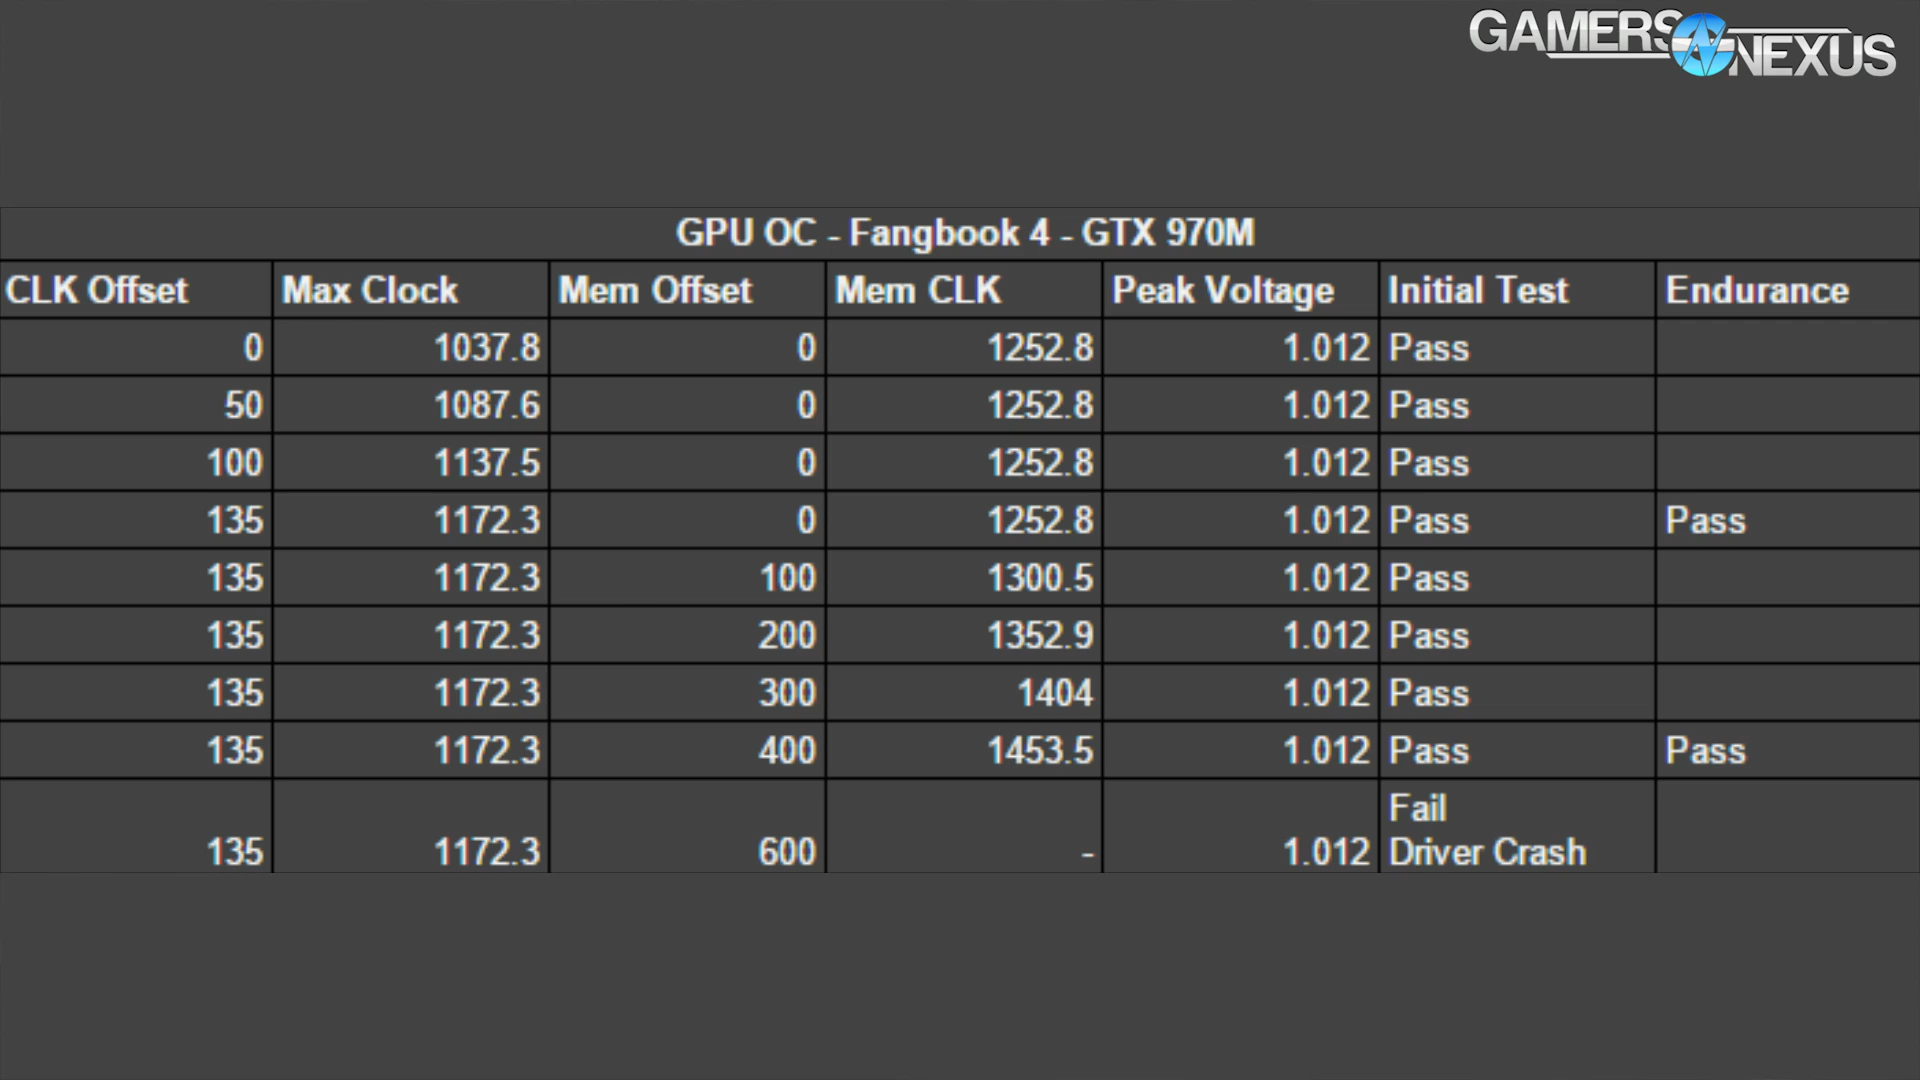 GAMERS NEXUS
GPU OC - Fangbook 4 - GTX 970M
CLK Offset Max Clock Mem Offset Mem CLK Peak Voltage Initial Test Endurance
0 1037.8 0 1252.8 1.012 Pass
50 1087.6 0 1252.8 1.012 Pass
100 1137.5 0 1252.8 1.012 Pass
135 1172.3 0 1252.8 1.012 Pass Pass
135 1172.3 100 1300.5 1.012 Pass
135 1172.3 200 1352.9 1.012 Pass
135 1172.3 300 1404 1.012 Pass
135 1172.3 400 1453.5 1.012 Pass Pass
Fail
135 1172.3 600 - 1.012 Driver Crash